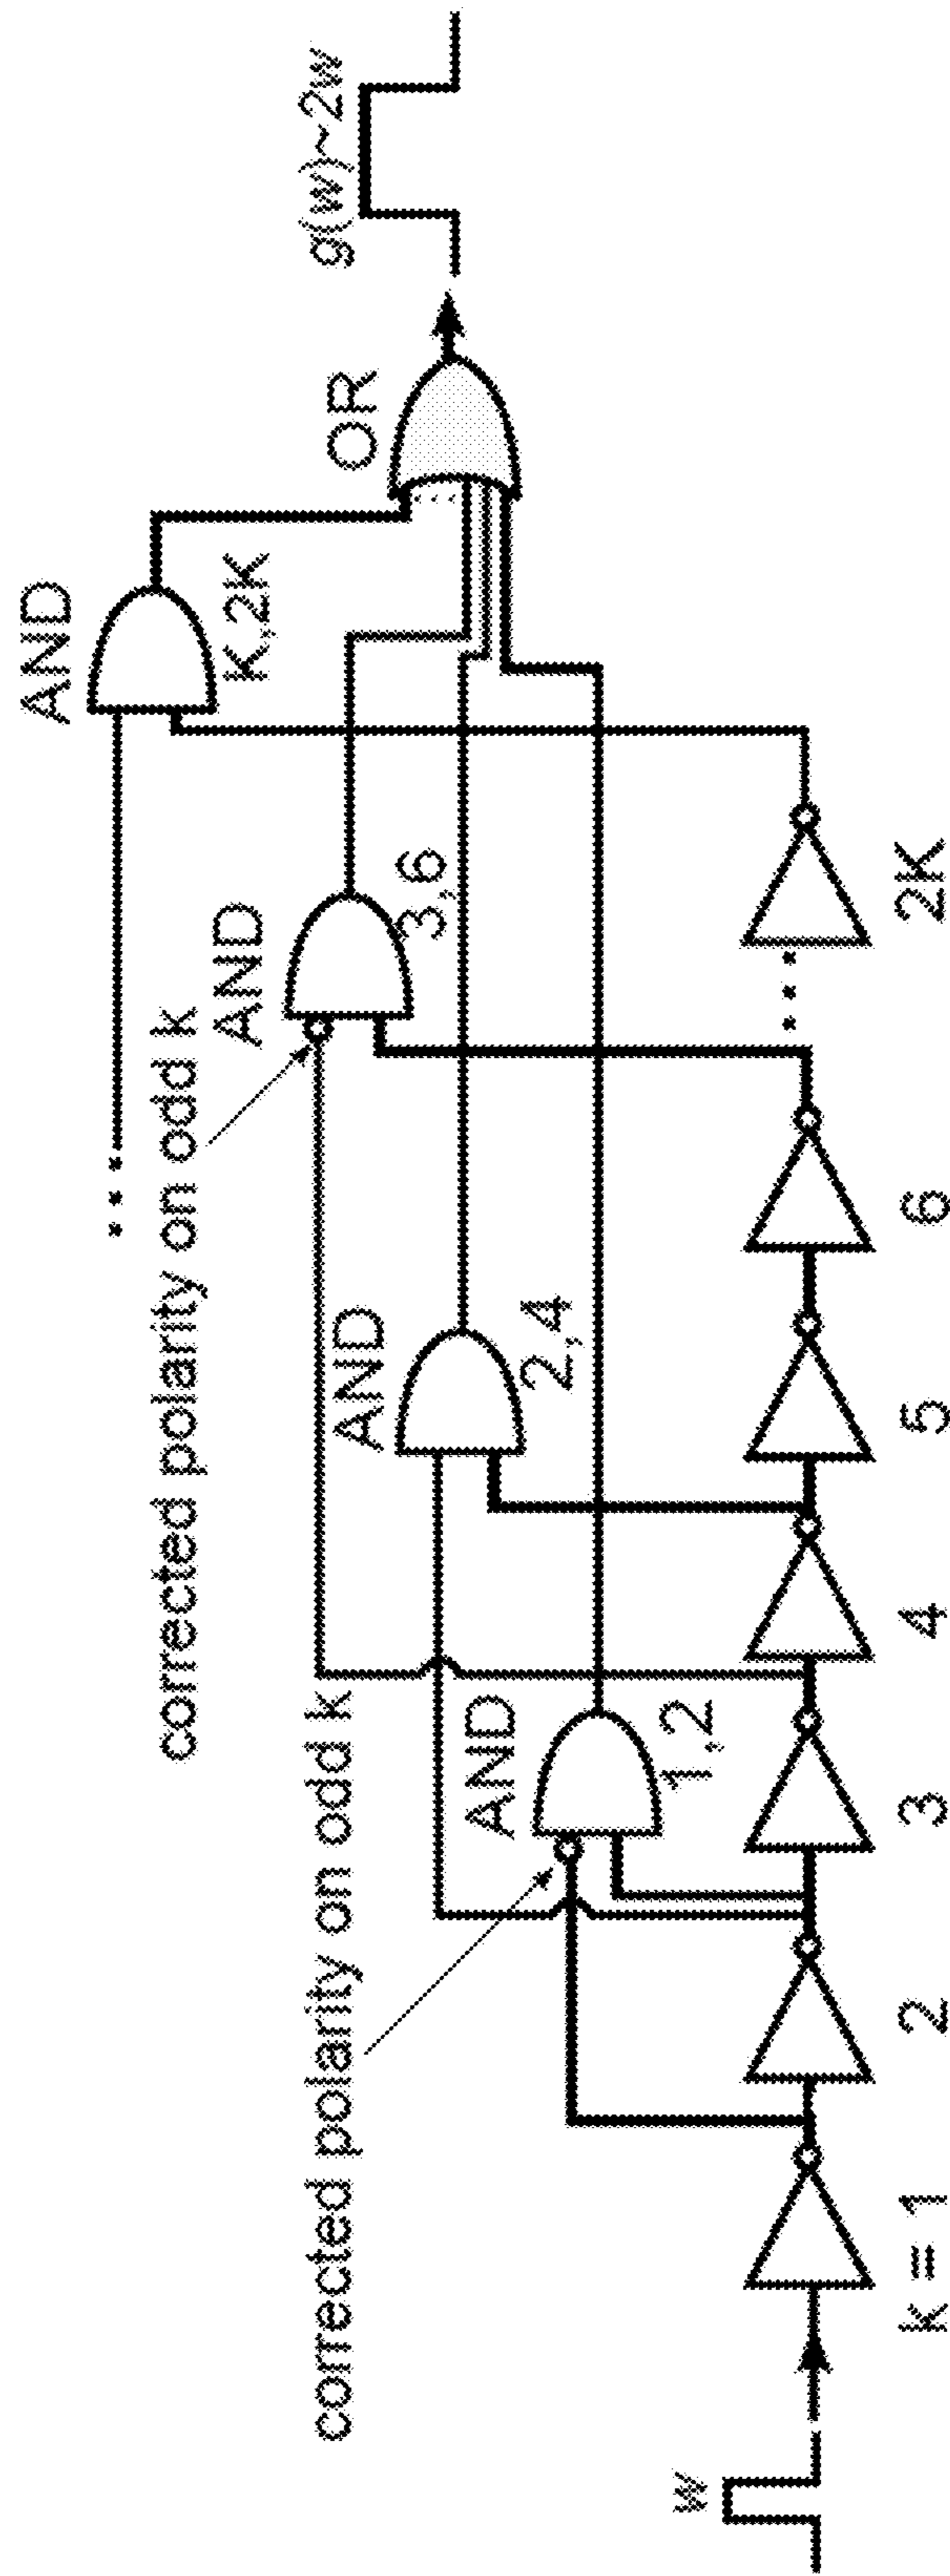 AND
K,2K
OR
g(w)~2w
corrected polarity on odd k
AND
3,6
corrected polarity on odd k
AND
2,4
AND
1,2
w
k = 1
2
3
4
5
6
2K